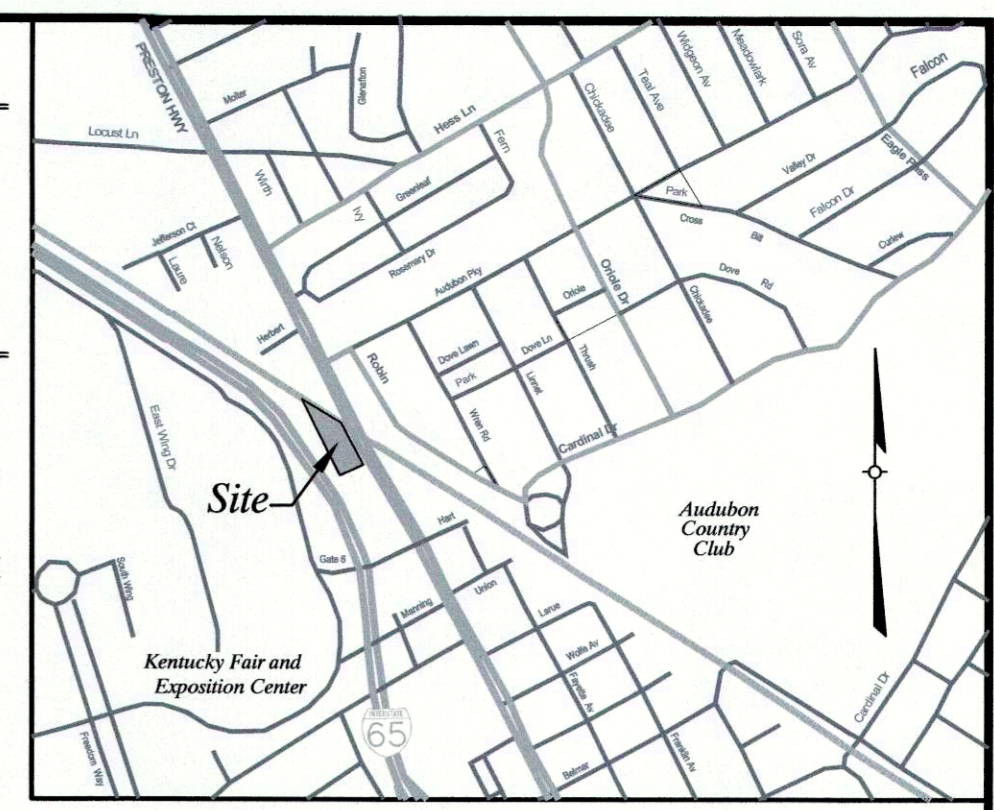 PRESTON HWY
Molter
Glenafton
Hess Ln
Fern
Chickadee
Teal Ave
Widgeon Av
Meadowlark
Sora Av
Falcon
Locust Ln
Wirth
Ivy
Greenleaf
Park
Valley Dr
Eagle Pass
Falcon Dr
Cross
Bill
Curlew
Jefferson Ct
Nelson
Laure
Rosemary Dr
Audubon Pky
Oriole Dr
Oriole
Dove
Rd
Chickadee
Herbert
Robin
Dove Lawn
Park
Dove Ln
Linnet
Thrush
Wren Rd
Cardinal Dr
East Wing Dr
Site
Audubon
Country
Club
Hart
Gate 6
South Wing
Manning
Union
Larue
Wolfe Av
Fayette Av
Kentucky Fair and
Exposition Center
INTERSTATE
65
Freedom Way
Belmar
Franklin Av
Cardinal Dr